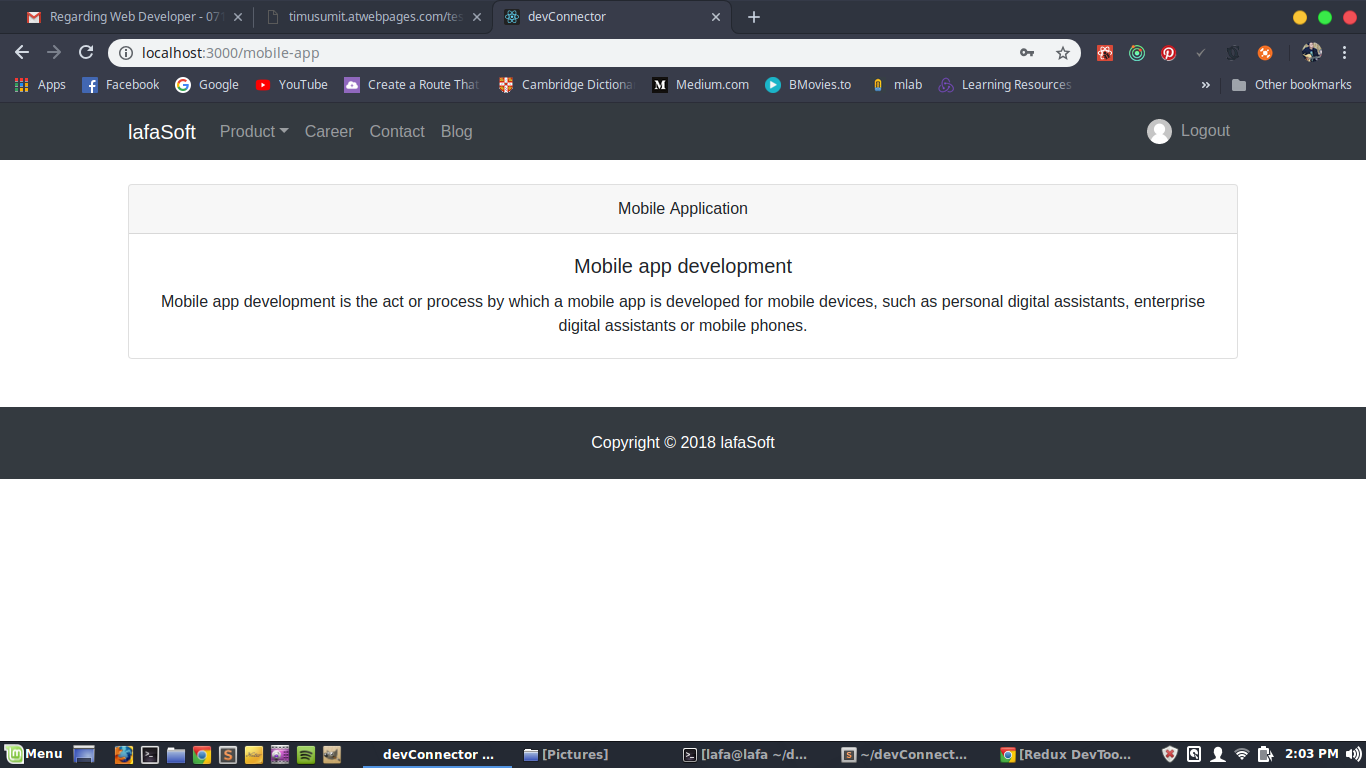 Regarding Web Developer - 071
timusumit.atwebpages.com/tes
devConnector
localhost:3000/mobile-app
Apps Facebook Google YouTube Create a Route That Cambridge Dictiona Medium.com BMovies.to mlab Learning Resources » Other bookmarks
lafaSoft Product Career Contact Blog Logout
Mobile Application
Mobile app development
Mobile app development is the act or process by which a mobile app is developed for mobile devices, such as personal digital assistants, enterprise
digital assistants or mobile phones.
Copyright © 2018 lafaSoft
Menu devConnector ... [Pictures] [lafa@lafa ~/d... ~/devConnect... [Redux DevToo... 2:03 PM